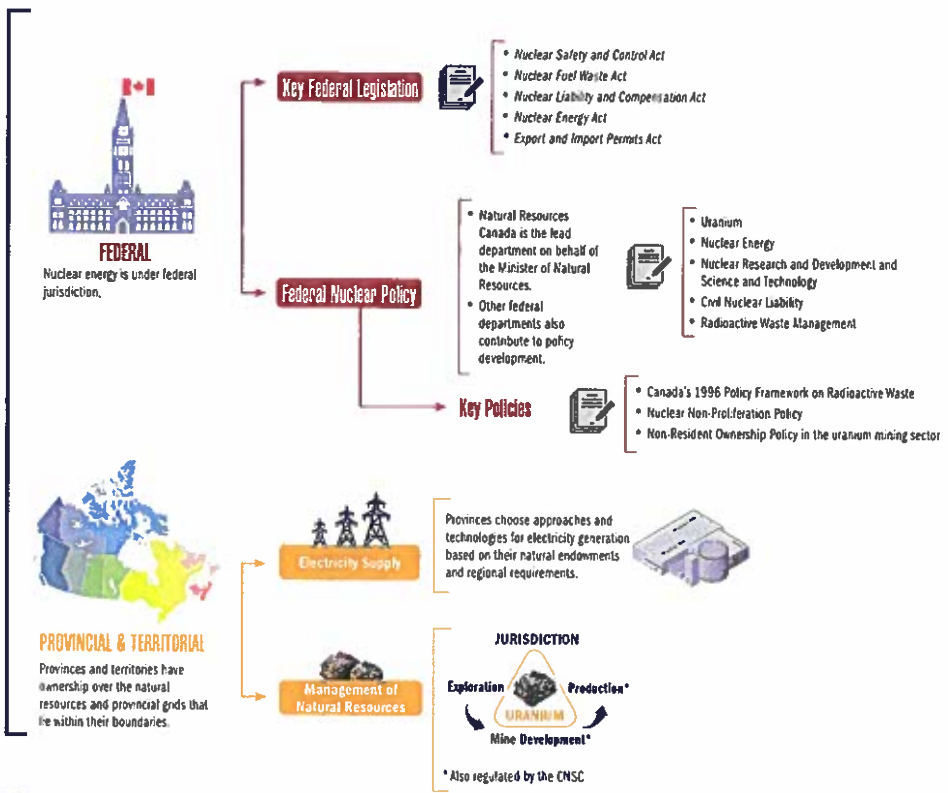 Key Federal Legislation
• Nuclear Safety and Control Act
• Nuclear Fuel Waste Act
• Nuclear Liability and Compensation Act
• Nuclear Energy Act
• Export and Import Permits Act
FEDERAL
Nuclear energy is under federal
jurisdiction.
Federal Nuclear Policy
• Natural Resources
Canada is the lead
department on behalf of
the Minister of Natural
Resources.
• Other federal
departments also
contribute to policy
development.
• Uranium
• Nuclear Energy
• Nuclear Research and Development and
Science and Technology
• Civil Nuclear Liability
• Radioactive Waste Management
Key Policies
• Canada's 1996 Policy Framework on Radioactive Waste
• Nuclear Non-Proliferation Policy
• Non-Resident Ownership Policy in the uranium mining sector
PROVINCIAL & TERRITORIAL
Provinces and territories have
ownership over the natural
resources and provincial grids that
lie within their boundaries.
Electricity Supply
Provinces choose approaches and
technologies for electricity generation
based on their natural endowments
and regional requirements.
Management of
Natural Resources
JURISDICTION
Exploration
Production*
URANIUM
Mine Development*
* Also regulated by the CNSC